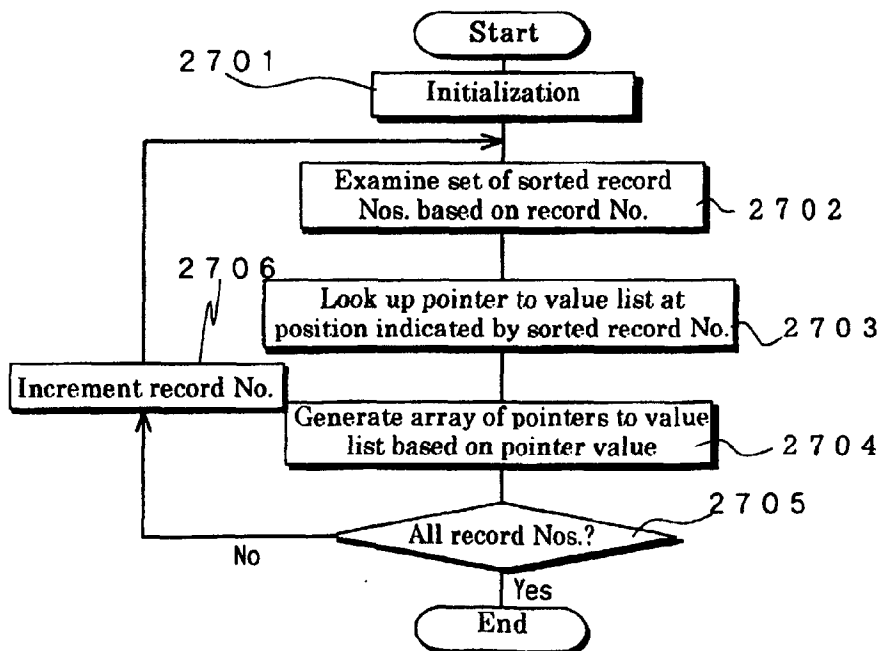 Start
2701
Initialization
Examine set of sorted record
Nos. based on record No.
2702
2706
Look up pointer to value list at
position indicated by sorted record No.
2703
Increment record No.
Generate array of pointers to value
list based on pointer value
2704
2705
All record Nos.?
No
Yes
End